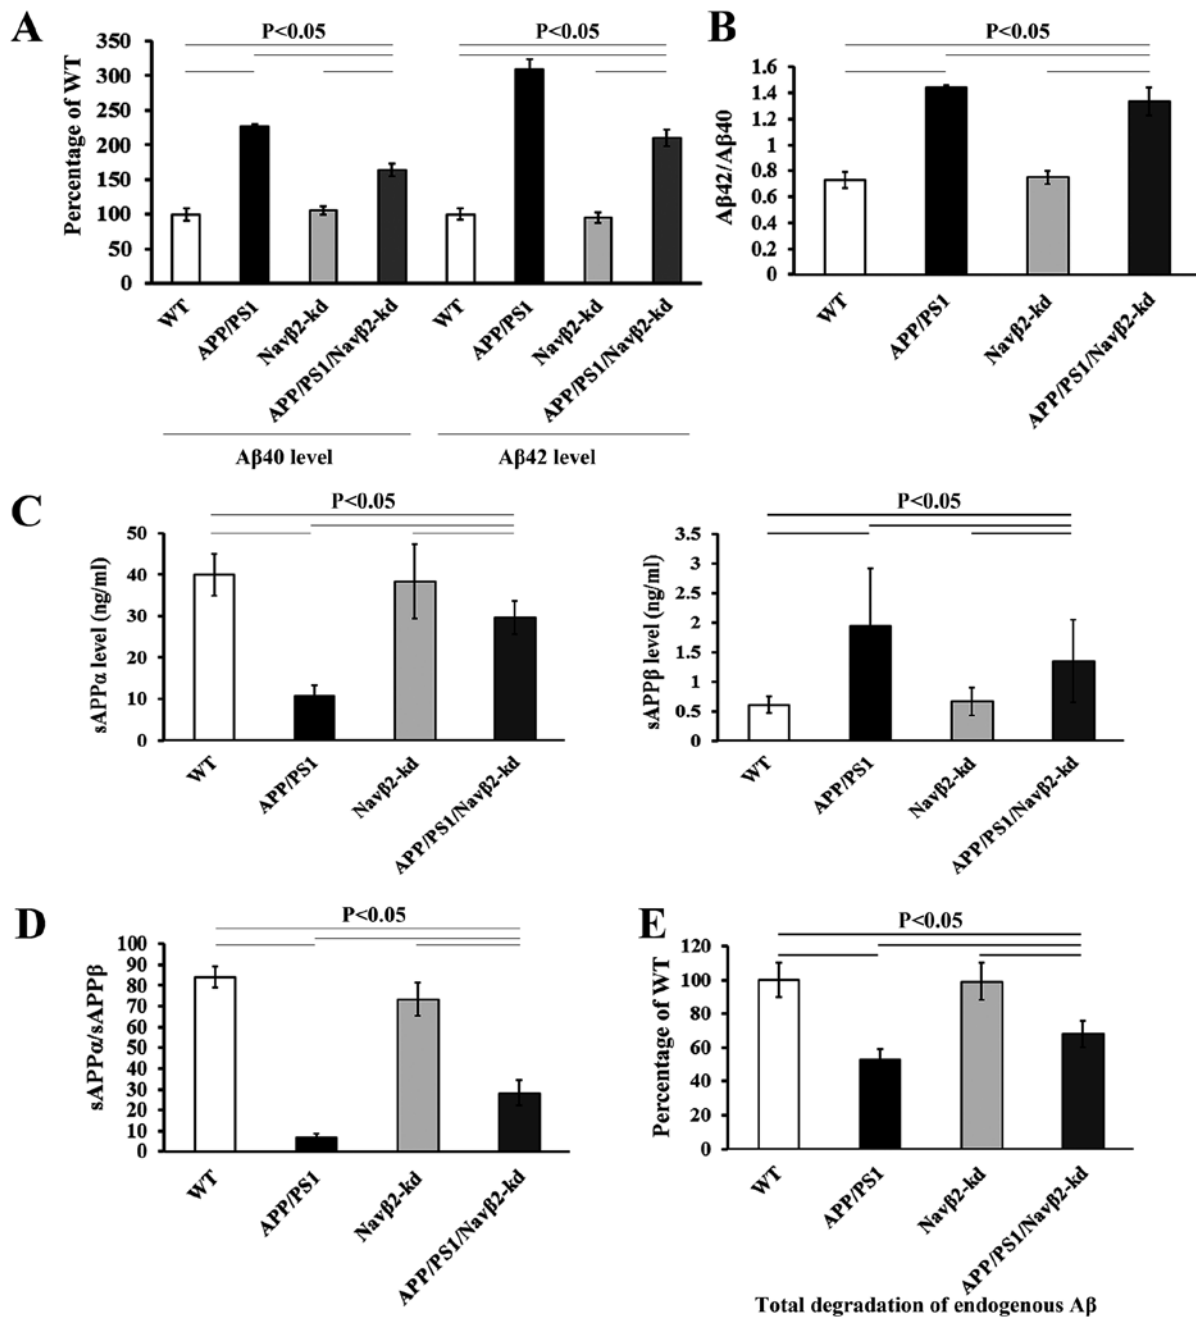 A
P<0.05
P<0.05
Percentage of WT
350
300
250
200
150
100
50
0
WT
APP/PS1
Navβ2-kd
APP/PS1/Navβ2-kd
WT
APP/PS1
Navβ2-kd
APP/PS1/Navβ2-kd
Aβ40 level
Aβ42 level
B
P<0.05
Aβ42/Aβ40
1.6
1.4
1.2
1
0.8
0.6
0.4
0.2
0
WT
APP/PS1
Navβ2-kd
APP/PS1/Navβ2-kd
C
P<0.05
sAPPα level (ng/ml)
50
40
30
20
10
0
WT
APP/PS1
Navβ2-kd
APP/PS1/Navβ2-kd
P<0.05
sAPPβ level (ng/ml)
3.5
3
2.5
2
1.5
1
0.5
0
WT
APP/PS1
Navβ2-kd
APP/PS1/Navβ2-kd
D
P<0.05
sAPPα/sAPPβ
100
90
80
70
60
50
40
30
20
10
0
WT
APP/PS1
Navβ2-kd
APP/PS1/Navβ2-kd
E
P<0.05
Percentage of WT
120
100
80
60
40
20
0
WT
APP/PS1
Navβ2-kd
APP/PS1/Navβ2-kd
Total degradation of endogenous Aβ